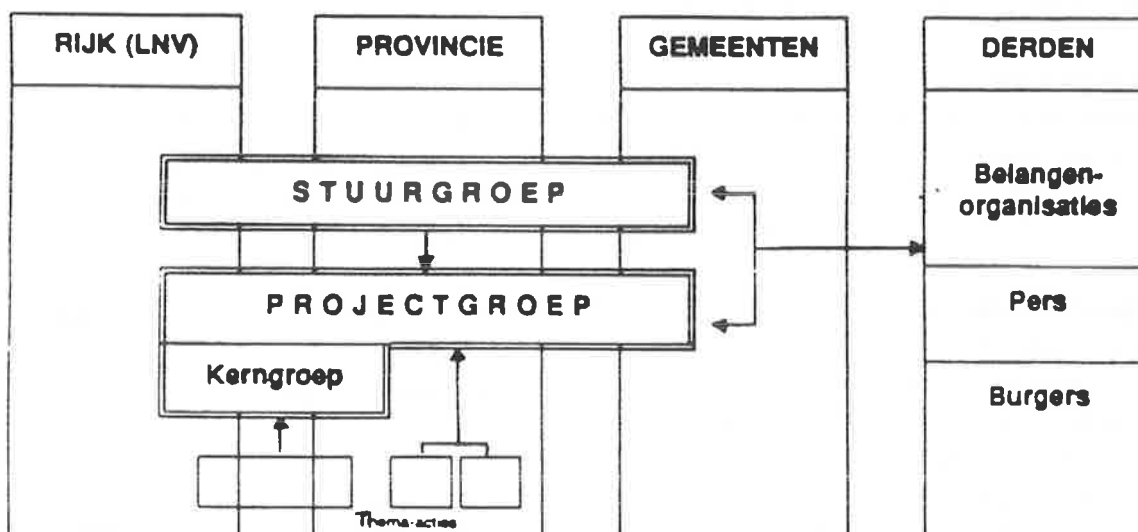 RIJK (LNV)
PROVINCIE
GEMEENTEN
DERDEN
STUURGROEP
Belangen-
organisaties
PROJECTGROEP
Pers
Kerngroep
Burgers
Thema-acties